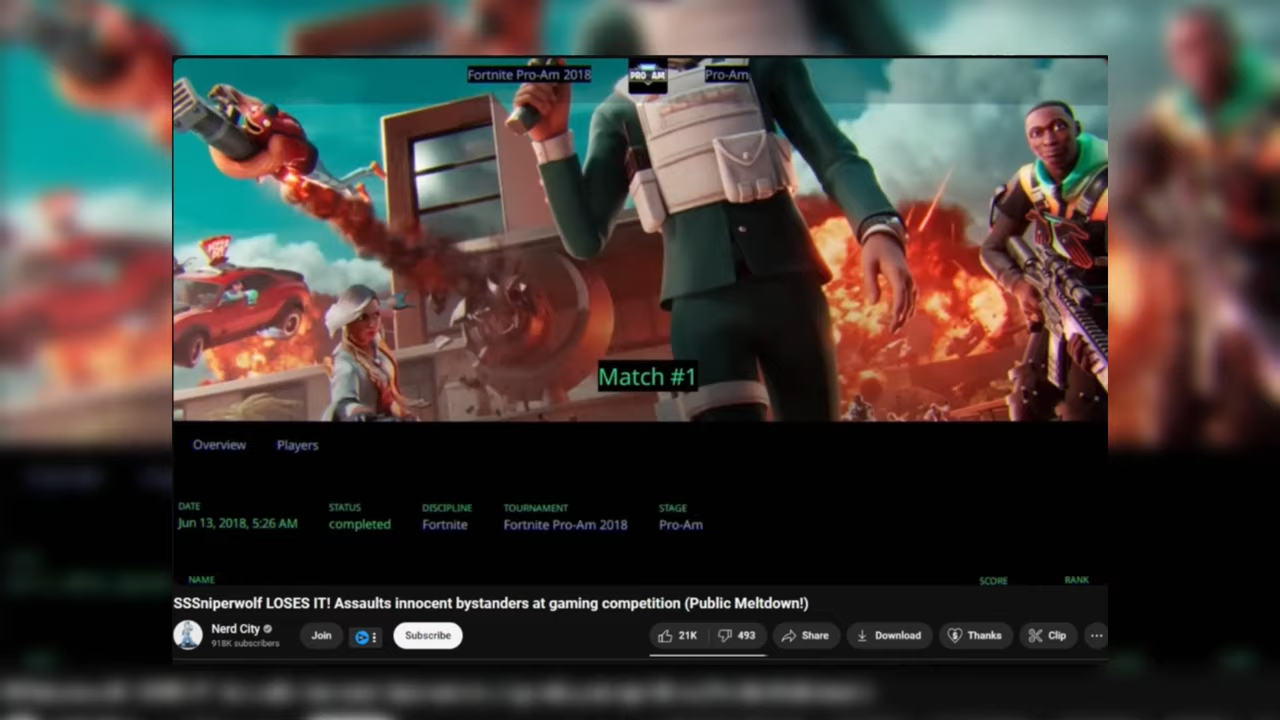 Fortnite Pro-Am 2018 PRO AM Pro-Am
Match #1
Overview Players
DATE STATUS DISCIPLINE TOURNAMENT STAGE
Jun 13, 2018, 5:26 AM completed Fortnite Fortnite Pro-Am 2018 Pro-Am
NAME SCORE RANK
SSSniperwolf LOSES IT! Assaults innocent bystanders at gaming competition (Public Meltdown!)
Nerd City
918K subscribers
Join Subscribe 21K 493 Share Download Thanks Clip